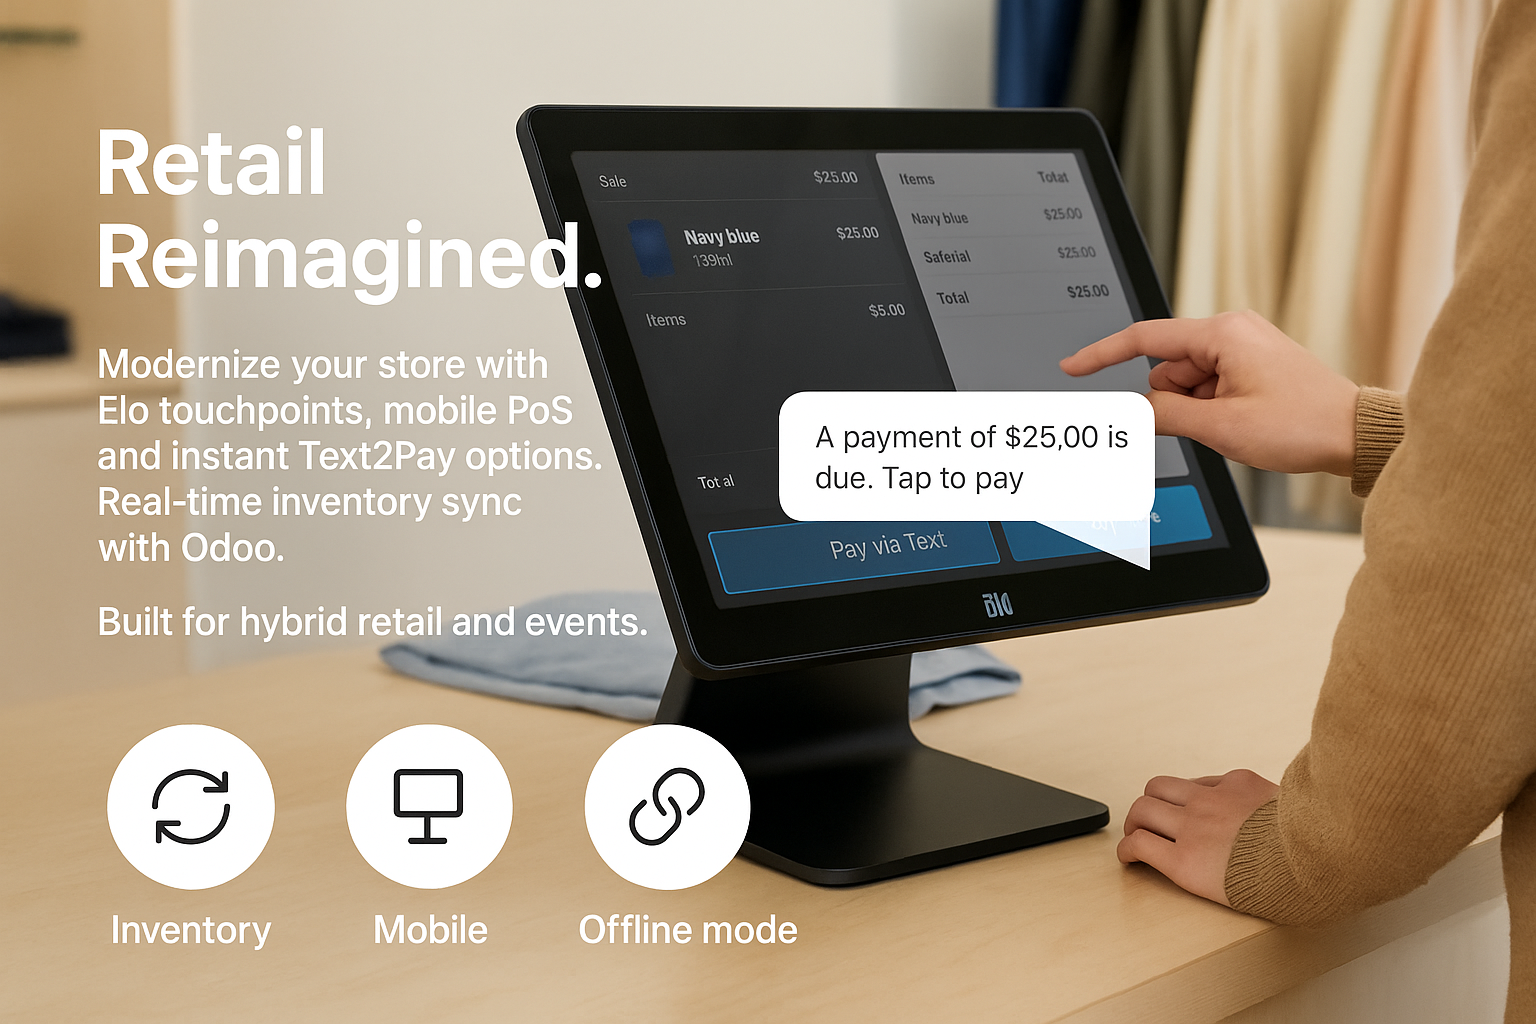 Retail
Reimagined.
Modernize your store with
Elo touchpoints, mobile PoS
and instant Text2Pay options.
Real-time inventory sync
with Odoo.
Built for hybrid retail and events.
Inventory
Mobile
Offline mode
Sale $25.00
Navy blue $25.00
139ml
Items $5.00
Tot al
Items Totat
Navy blue $25.00
Saferial $25.00
Total $25.00
A payment of $25,00 is
due. Tap to pay
Pay via Text